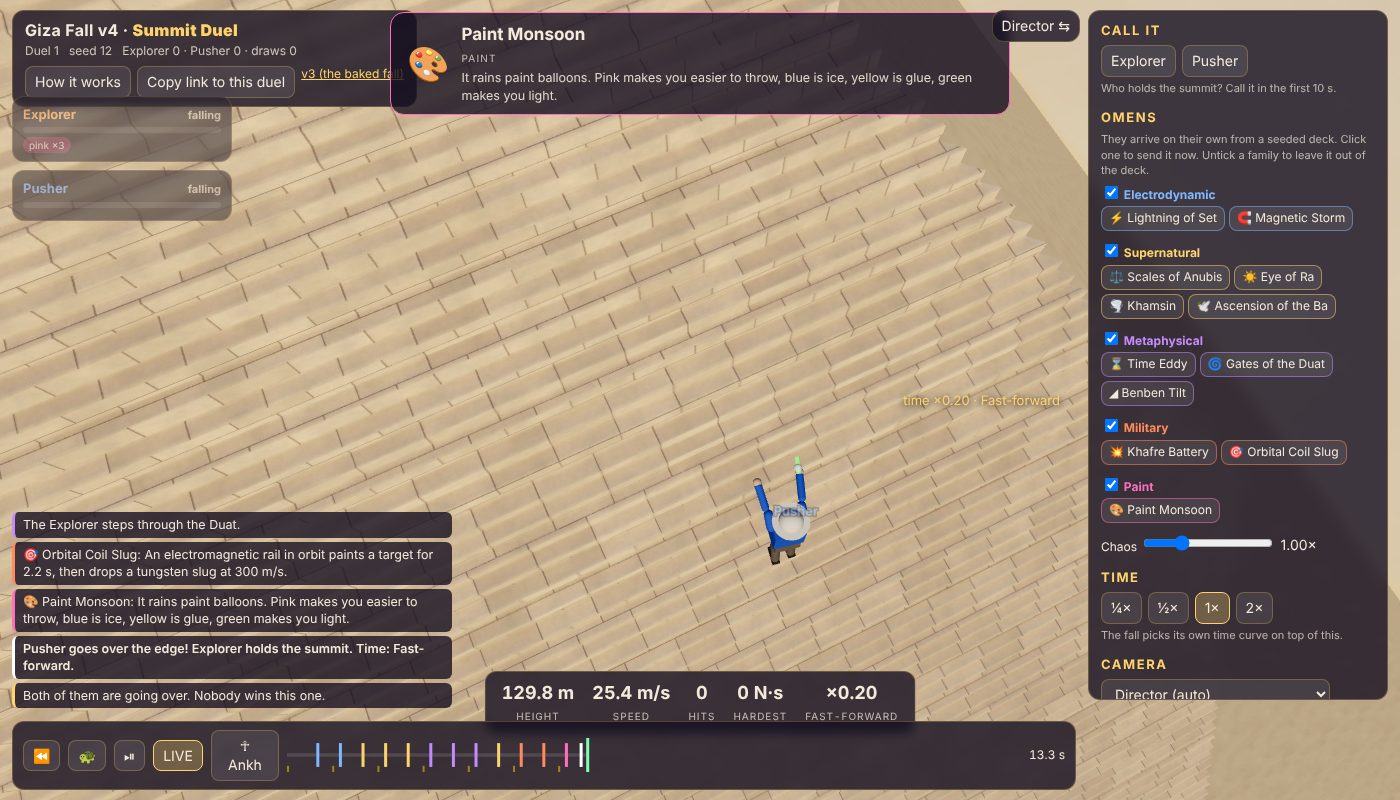 Giza Fall v4 · Summit Duel
Duel 1 seed 12 Explorer 0 · Pusher 0 · draws 0
How it works
Copy link to this duel
v3 (the baked fall)
Explorer falling
pink ×3
Pusher falling
Paint Monsoon
PAINT
It rains paint balloons. Pink makes you easier to throw, blue is ice, yellow is glue, green
makes you light.
Director ⇆
CALL IT
Explorer
Pusher
Who holds the summit? Call it in the first 10 s.
OMENS
They arrive on their own from a seeded deck. Click
one to send it now. Untick a family to leave it out of
the deck.
Electrodynamic
Lightning of Set
Magnetic Storm
Supernatural
Scales of Anubis
Eye of Ra
Khamsin
Ascension of the Ba
Metaphysical
Time Eddy
Gates of the Duat
Benben Tilt
Military
Khafre Battery
Orbital Coil Slug
Paint
Paint Monsoon
Chaos 1.00×
TIME
¼×
½×
1×
2×
The fall picks its own time curve on top of this.
CAMERA
Director (auto)
time ×0.20 · Fast-forward
Pusher
The Explorer steps through the Duat.
Orbital Coil Slug: An electromagnetic rail in orbit paints a target for
2.2 s, then drops a tungsten slug at 300 m/s.
Paint Monsoon: It rains paint balloons. Pink makes you easier to
throw, blue is ice, yellow is glue, green makes you light.
Pusher goes over the edge! Explorer holds the summit. Time: Fast-
forward.
Both of them are going over. Nobody wins this one.
129.8 m 25.4 m/s 0 0 N·s ×0.20
HEIGHT SPEED HITS HARDEST FAST-FORWARD
LIVE
☥
Ankh
13.3 s